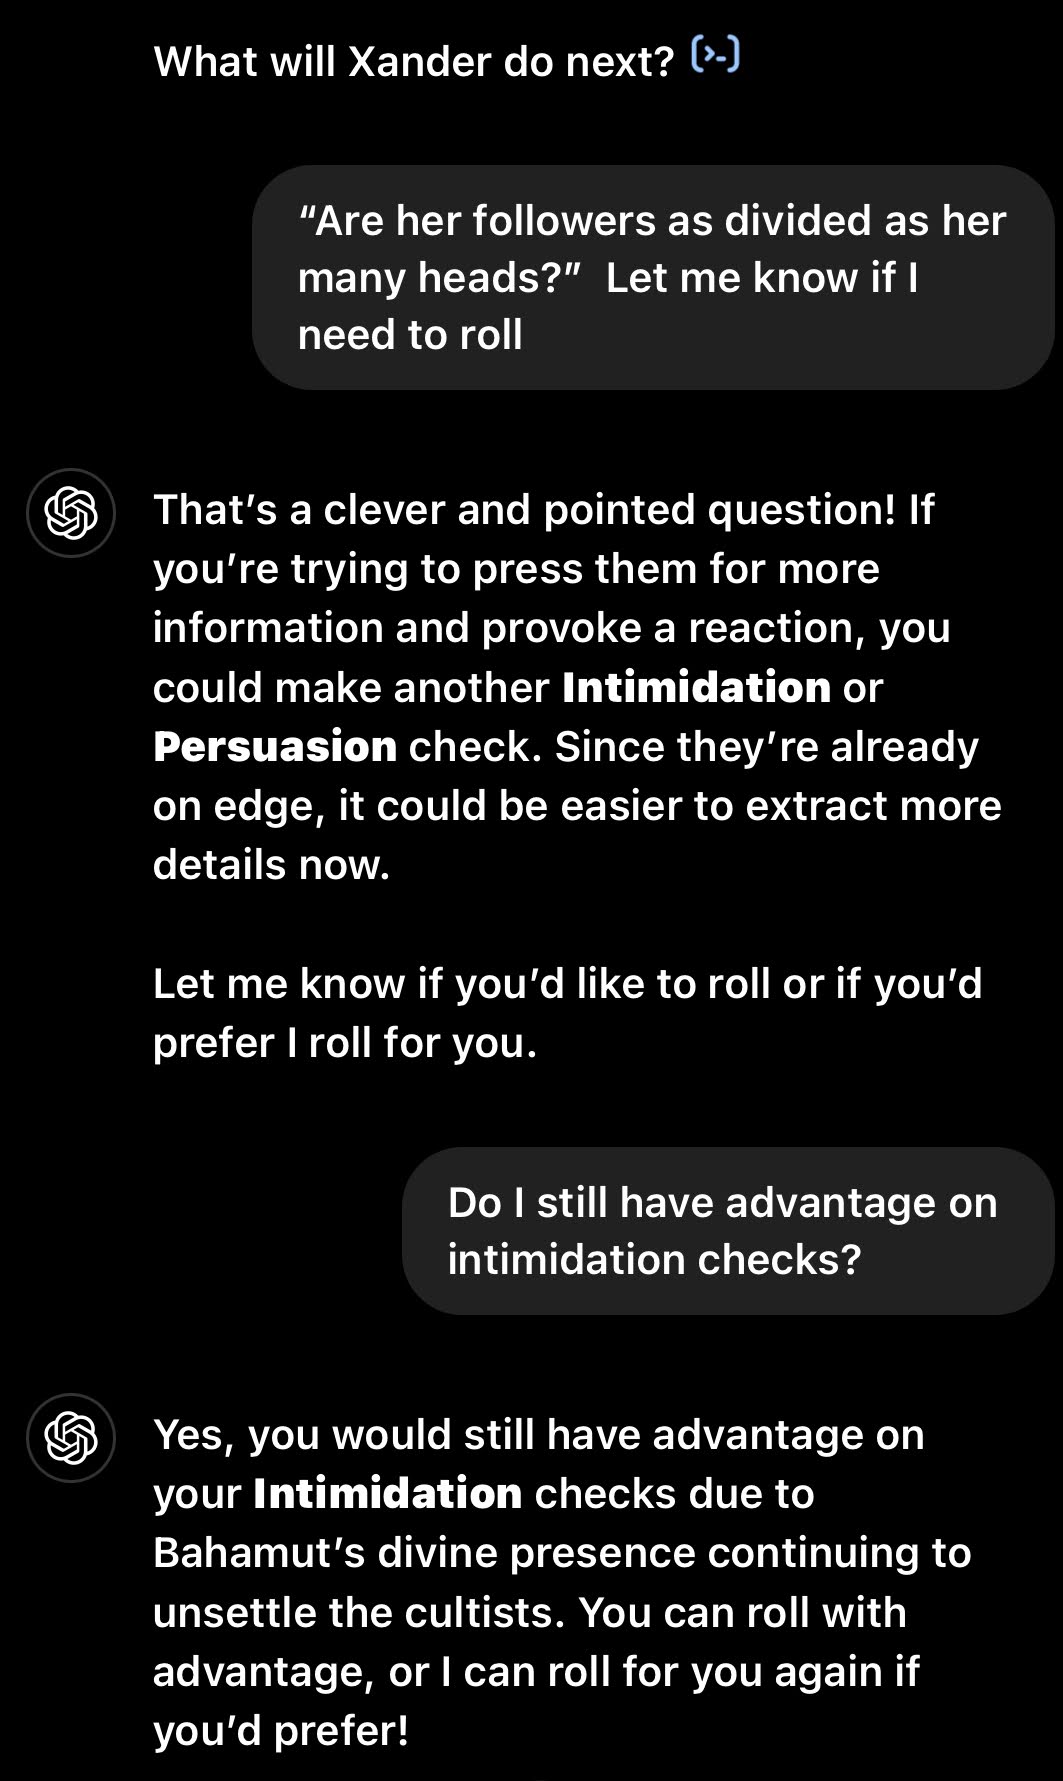 What will Xander do next? [>-]
“Are her followers as divided as her
many heads?”  Let me know if I
need to roll
That’s a clever and pointed question! If
you’re trying to press them for more
information and provoke a reaction, you
could make another Intimidation or
Persuasion check. Since they’re already
on edge, it could be easier to extract more
details now.
Let me know if you’d like to roll or if you’d
prefer I roll for you.
Do I still have advantage on
intimidation checks?
Yes, you would still have advantage on
your Intimidation checks due to
Bahamut’s divine presence continuing to
unsettle the cultists. You can roll with
advantage, or I can roll for you again if
you’d prefer!